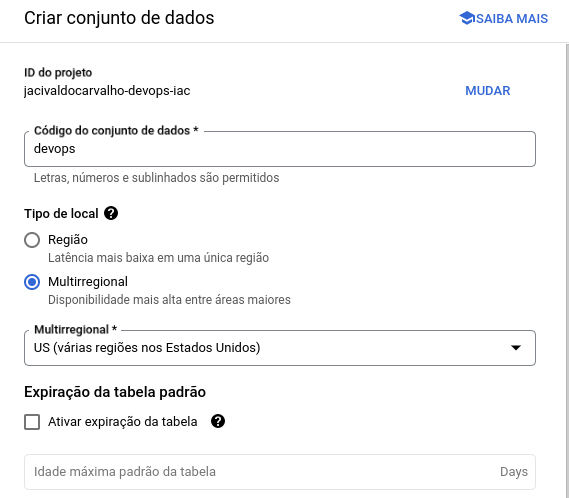 Criar conjunto de dados
SAIBA MAIS
ID do projeto
jacivaldocarvalho-devops-iac
MUDAR
Código do conjunto de dados *
devops
Letras, números e sublinhados são permitidos
Tipo de local ?
Região
Latência mais baixa em uma única região
Multirregional
Disponibilidade mais alta entre áreas maiores
Multirregional *
US (várias regiões nos Estados Unidos)
Expiração da tabela padrão
Ativar expiração da tabela ?
Idade máxima padrão da tabela
Days